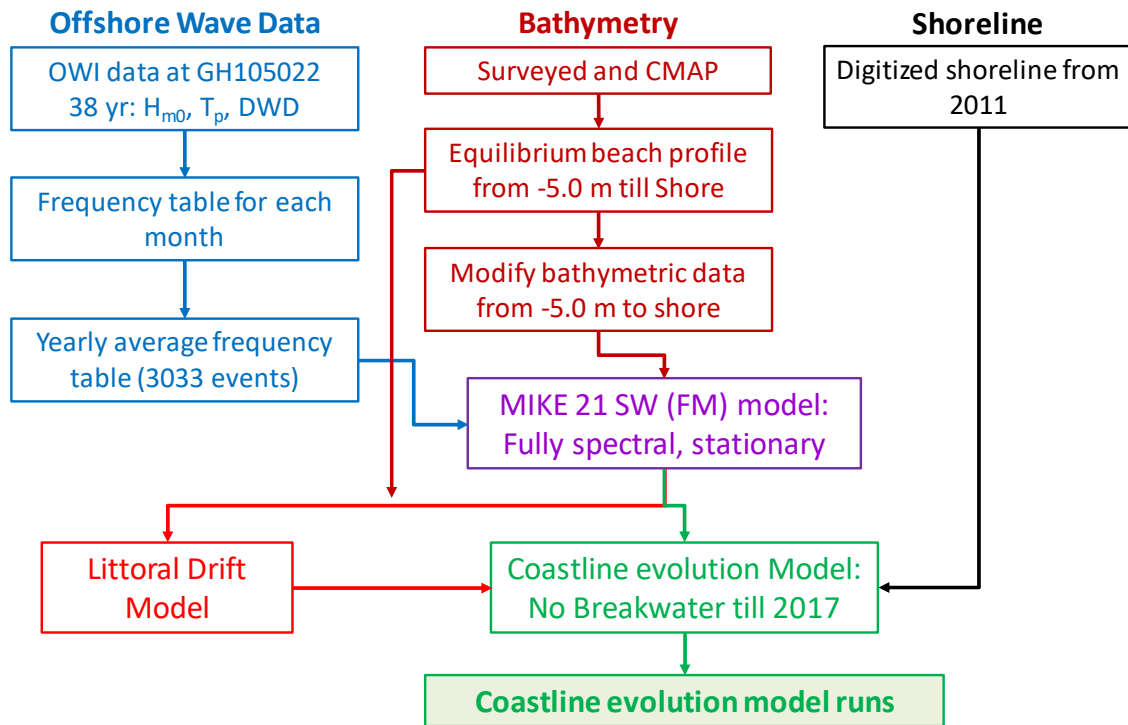 Offshore Wave Data
Bathymetry
Shoreline
OWI data at GH105022
38 yr: Hm0, Tp, DWD
Surveyed and CMAP
Digitized shoreline from
2011
Equilibrium beach profile
from -5.0 m till Shore
Frequency table for each
month
Modify bathymetric data
from -5.0 m to shore
Yearly average frequency
table (3033 events)
MIKE 21 SW (FM) model:
Fully spectral, stationary
Littoral Drift
Model
Coastline evolution Model:
No Breakwater till 2017
Coastline evolution model runs